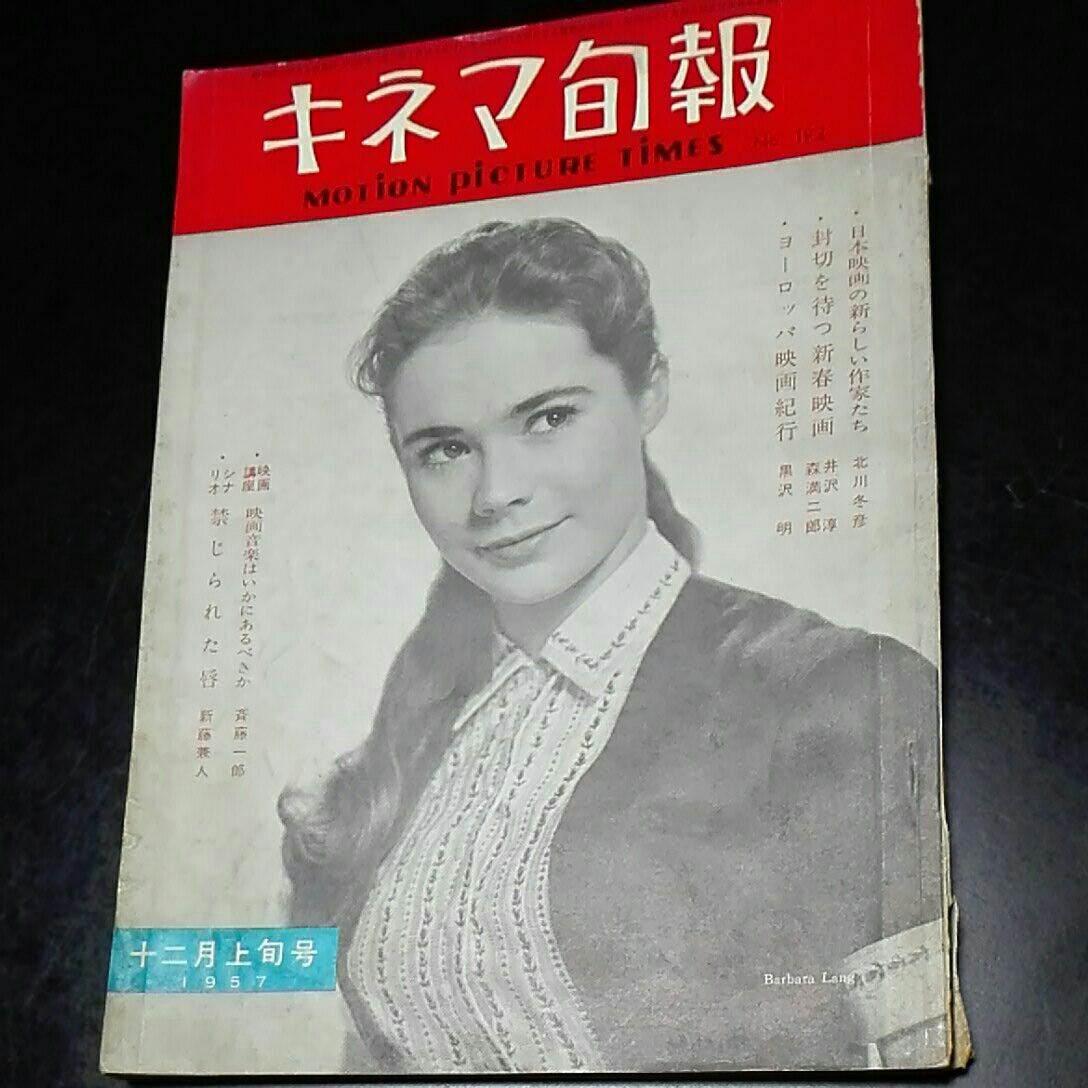 キネマ旬報
MOTION PICTURE TIMES No. 192
・日本映画の新らしい作家たち 北川冬彦
・封切を待つ新春映画 井沢淳 森満二郎
・ヨーロッパ映画紀行 黒沢明
・映画講座 映画音楽はいかにあるべきか 斉藤一郎
・シナリオ 禁じられた唇 新藤兼人
十二月上旬号
1957
Barbara Lang